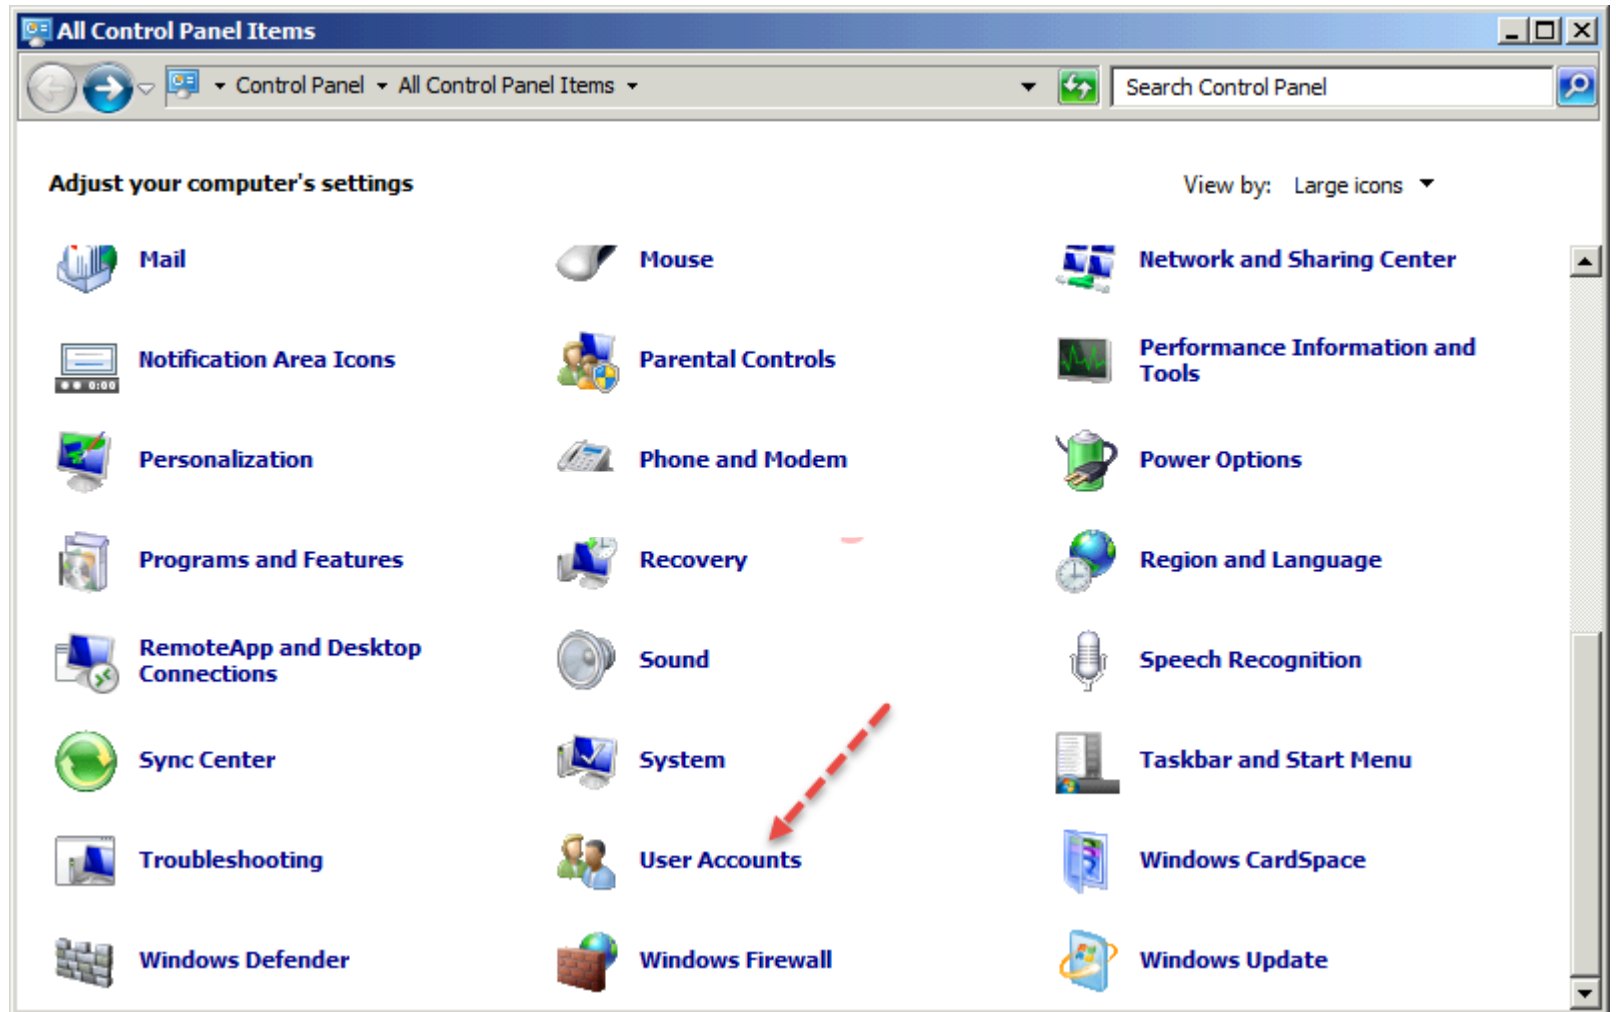 All Control Panel Items
Control Panel All Control Panel Items Search Control Panel
Adjust your computer's settings View by: Large icons
Mail Mouse Network and Sharing Center
Notification Area Icons Parental Controls Performance Information and
Tools
0:00
Personalization Phone and Modem Power Options
Programs and Features Recovery Region and Language
RemoteApp and Desktop
Connections
Sound Speech Recognition
Sync Center System Taskbar and Start Menu
Troubleshooting User Accounts Windows CardSpace
Windows Defender Windows Firewall Windows Update